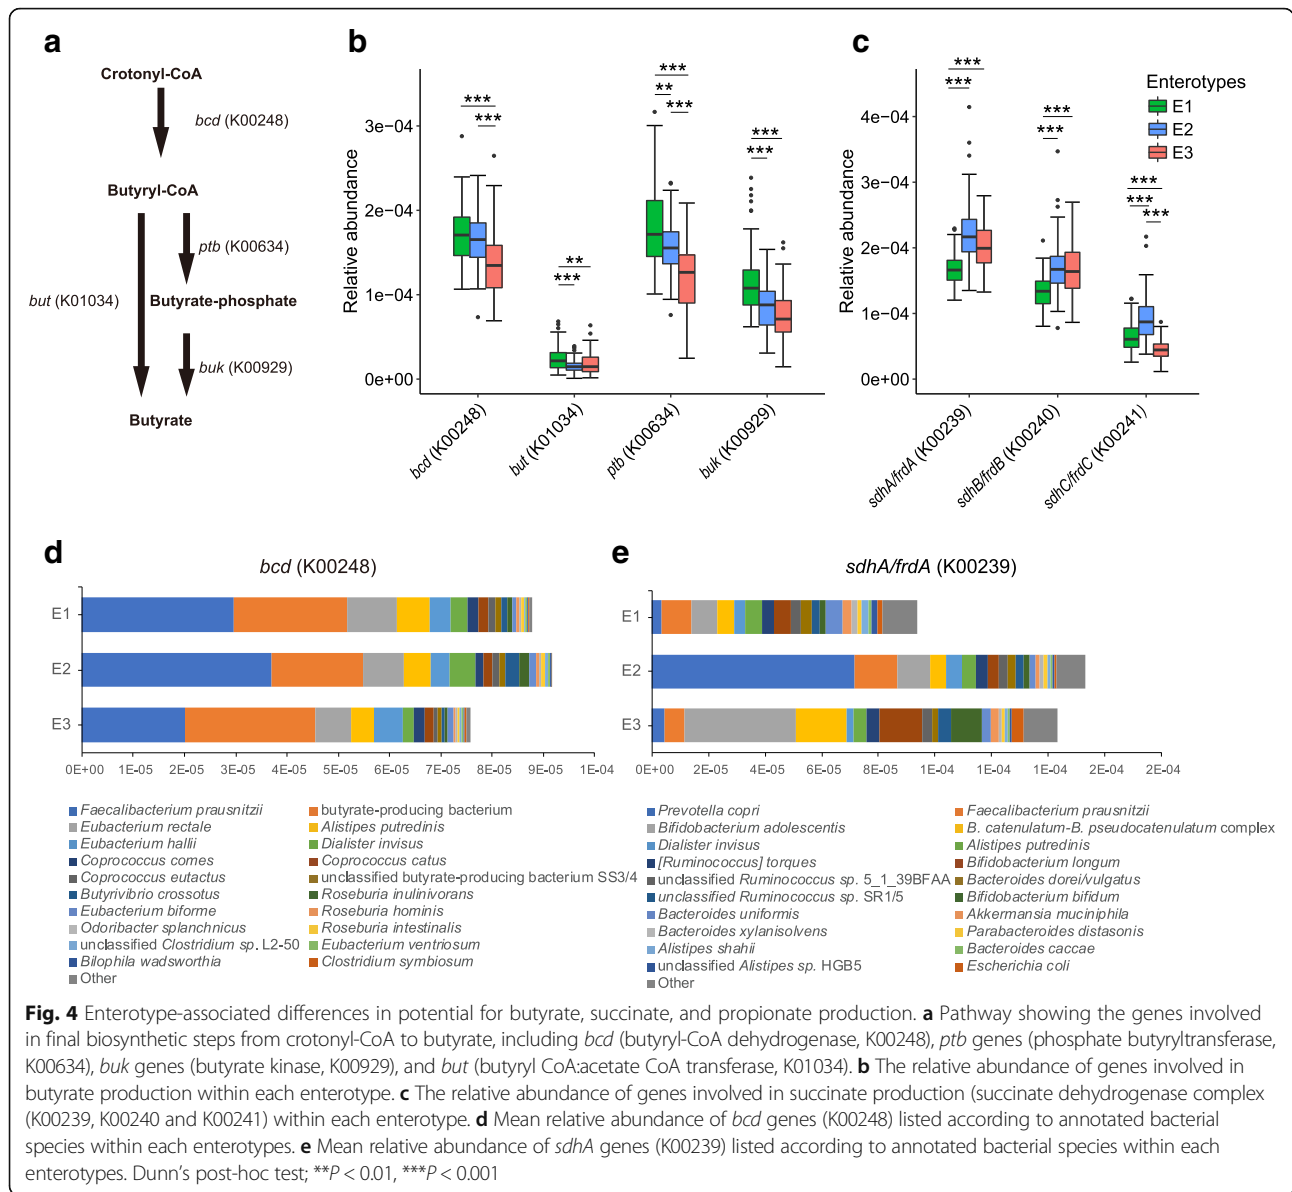 a
Crotonyl-CoA
bcd (K00248)
Butyryl-CoA
ptb (K00634)
but (K01034)
Butyrate-phosphate
buk (K00929)
Butyrate
b
Relative abundance
3e−04
2e−04
1e−04
0e+00
***
***
**
***
***
**
***
***
***
bcd (K00248)
but (K01034)
ptb (K00634)
buk (K00929)
c
Relative abundance
4e−04
3e−04
2e−04
1e−04
0e+00
***
***
***
***
***
***
***
Enterotypes
E1
E2
E3
sdhA/frdA (K00239)
sdhB/frdB (K00240)
sdhC/frdC (K00241)
d
bcd (K00248)
E1
E2
E3
0E+00 1E-05 2E-05 3E-05 4E-05 5E-05 6E-05 7E-05 8E-05 9E-05 1E-04
Faecalibacterium prausnitzii
butyrate-producing bacterium
Eubacterium rectale
Alistipes putredinis
Eubacterium hallii
Dialister invisus
Coprococcus comes
Coprococcus catus
Coprococcus eutactus
unclassified butyrate-producing bacterium SS3/4
Butyrivibrio crossotus
Roseburia inulinivorans
Eubacterium biforme
Roseburia hominis
Odoribacter splanchnicus
Roseburia intestinalis
unclassified Clostridium sp. L2-50
Eubacterium ventriosum
Bilophila wadsworthia
Clostridium symbiosum
Other
e
sdhA/frdA (K00239)
E1
E2
E3
0E+00 2E-05 4E-05 6E-05 8E-05 1E-04 1E-04 1E-04 2E-04 2E-04
Prevotella copri
Faecalibacterium prausnitzii
Bifidobacterium adolescentis
B. catenulatum-B. pseudocatenulatum complex
Dialister invisus
Alistipes putredinis
[Ruminococcus] torques
Bifidobacterium longum
unclassified Ruminococcus sp. 5_1_39BFAA
Bacteroides dorei/vulgatus
unclassified Ruminococcus sp. SR1/5
Bifidobacterium bifidum
Bacteroides uniformis
Akkermansia muciniphila
Bacteroides xylanisolvens
Parabacteroides distasonis
Alistipes shahii
Bacteroides caccae
unclassified Alistipes sp. HGB5
Escherichia coli
Other
Fig. 4 Enterotype-associated differences in potential for butyrate, succinate, and propionate production. a Pathway showing the genes involved
in final biosynthetic steps from crotonyl-CoA to butyrate, including bcd (butyryl-CoA dehydrogenase, K00248), ptb genes (phosphate butyryltransferase,
K00634), buk genes (butyrate kinase, K00929), and but (butyryl CoA:acetate CoA transferase, K01034). b The relative abundance of genes involved in
butyrate production within each enterotype. c The relative abundance of genes involved in succinate production (succinate dehydrogenase complex
(K00239, K00240 and K00241) within each enterotype. d Mean relative abundance of bcd genes (K00248) listed according to annotated bacterial
species within each enterotypes. e Mean relative abundance of sdhA genes (K00239) listed according to annotated bacterial species within each
enterotypes. Dunn's post-hoc test; **P < 0.01, ***P < 0.001